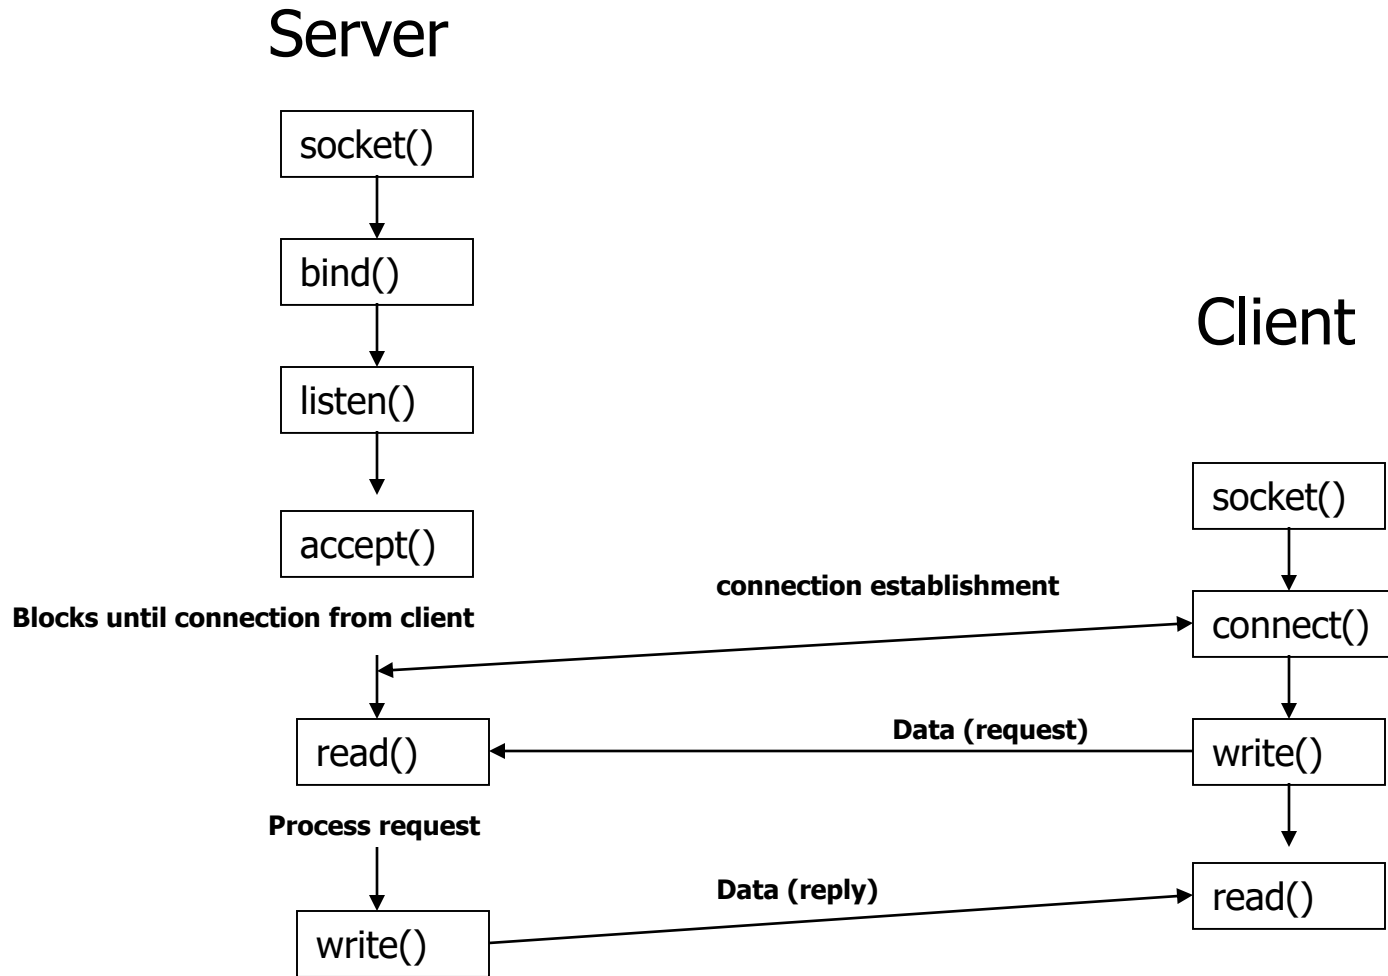 Server
socket()
bind()
Client
listen()
socket()
accept()
connection establishment
Blocks until connection from client
connect()
Data (request)
read()
write()
Process request
Data (reply)
read()
write()